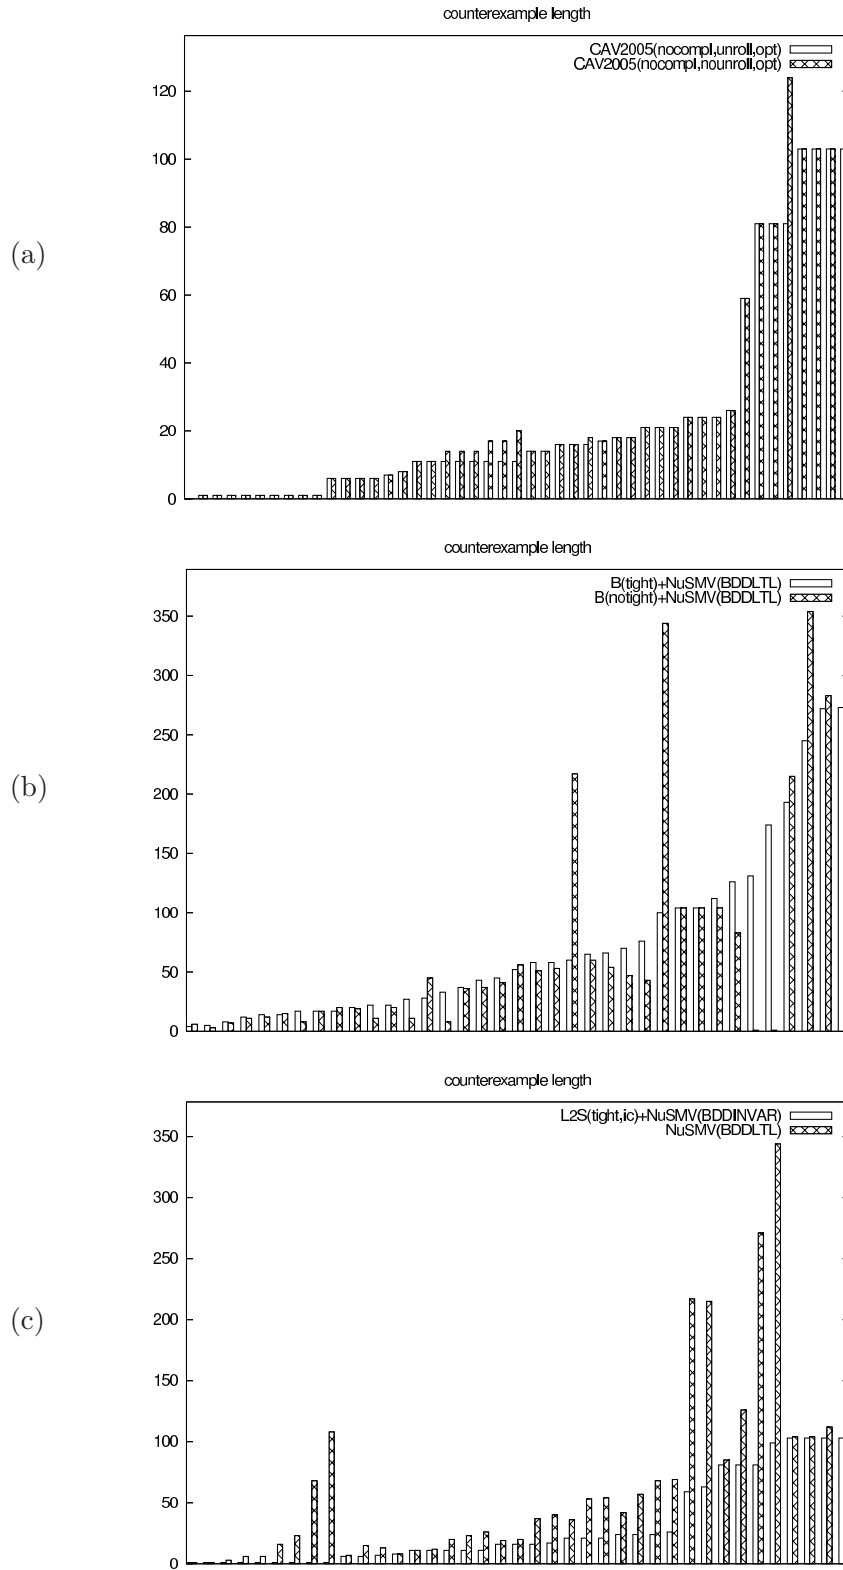 counterexample length
CAV2005(nocompl,unroll,opt)
CAV2005(nocompl,nounroll,opt)
120
100
80
60
40
20
0
(a)
counterexample length
B(tight)+NuSMV(BDDLTL)
B(notight)+NuSMV(BDDLTL)
350
300
250
200
150
100
50
0
(b)
counterexample length
L2S(tight,ic)+NuSMV(BDDINVAR)
NuSMV(BDDLTL)
350
300
250
200
150
100
50
0
(c)